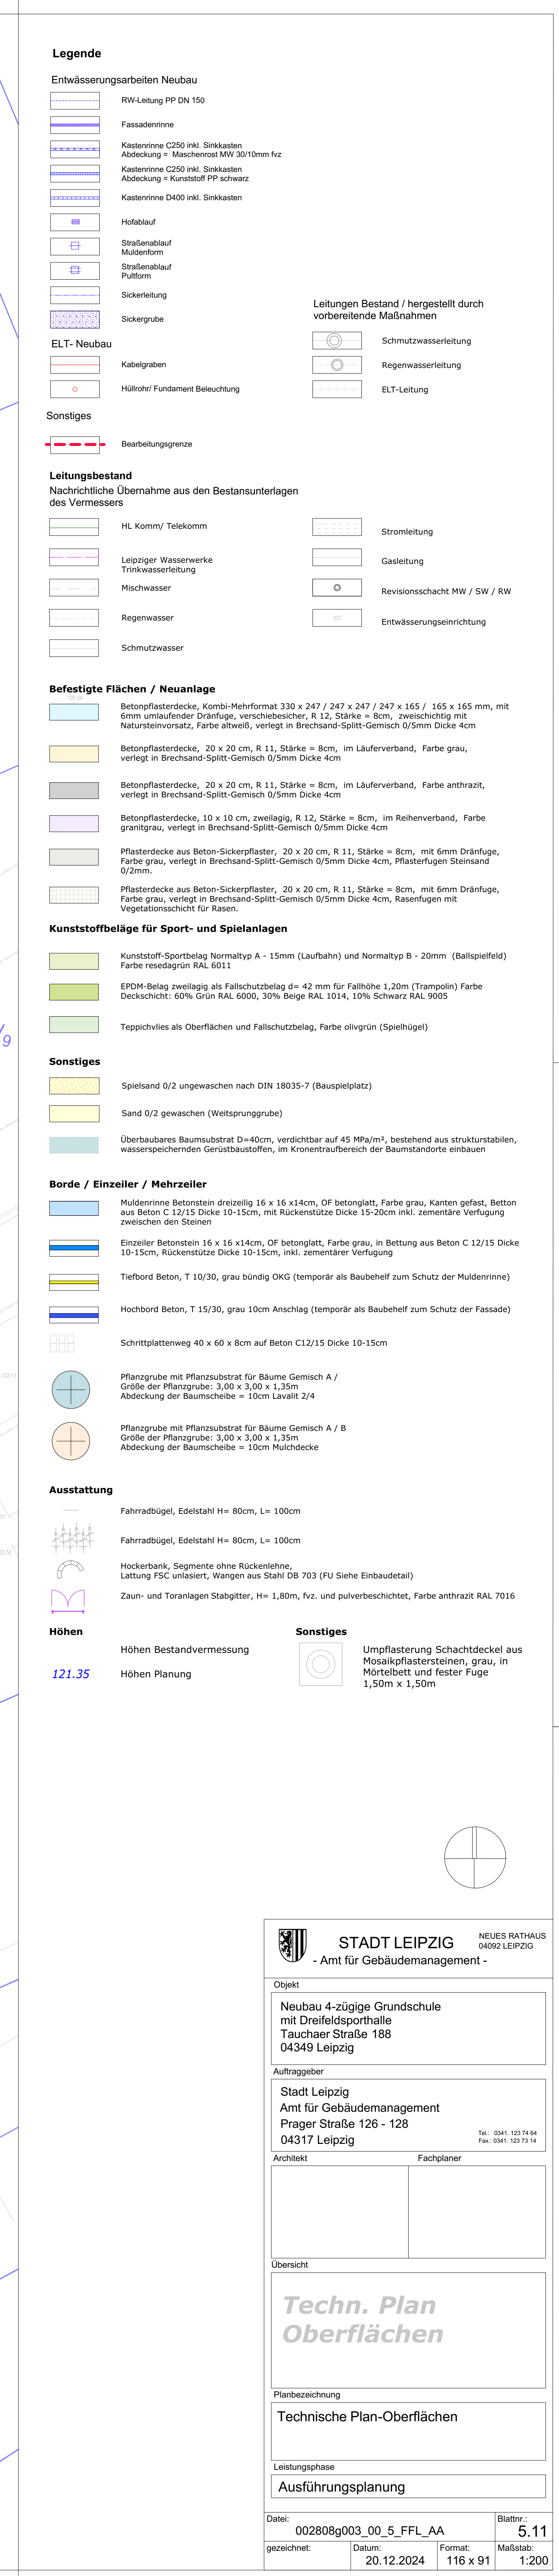 Legende
Entwässerungsarbeiten Neubau
RW-Leitung PP DN 150
Fassadenrinne
Kastenrinne C250 inkl. Sinkkasten
Abdeckung = Maschenrost MW 30/10mm fvz
Kastenrinne C250 inkl. Sinkkasten
Abdeckung = Kunststoff PP schwarz
Kastenrinne D400 inkl. Sinkkasten
Hofablauf
Straßenablauf
Muldenform
Straßenablauf
Pultform
Sickerleitung
Sickergrube
ELT- Neubau
Kabelgraben
Hüllrohr/ Fundament Beleuchtung
Leitungen Bestand / hergestellt durch
vorbereitende Maßnahmen
Schmutzwasserleitung
Regenwasserleitung
ELT-Leitung
Sonstiges
Bearbeitungsgrenze
Leitungsbestand
Nachrichtliche Übernahme aus den Bestansunterlagen
des Vermessers
HL Komm/ Telekomm
Leipziger Wasserwerke
Trinkwasserleitung
Mischwasser
Regenwasser
Schmutzwasser
Stromleitung
Gasleitung
Revisionsschacht MW / SW / RW
Entwässerungseinrichtung
Befestigte Flächen / Neuanlage
120.64
Betonpflasterdecke, Kombi-Mehrformat 330 x 247 / 247 x 247 / 247 x 165 / 165 x 165 mm, mit
6mm umlaufender Dränfuge, verschiebesicher, R 12, Stärke = 8cm, zweischichtig mit
Natursteinvorsatz, Farbe altweiß, verlegt in Brechsand-Splitt-Gemisch 0/5mm Dicke 4cm
Betonpflasterdecke, 20 x 20 cm, R 11, Stärke = 8cm, im Läuferverband, Farbe grau,
verlegt in Brechsand-Splitt-Gemisch 0/5mm Dicke 4cm
Betonpflasterdecke, 20 x 20 cm, R 11, Stärke = 8cm, im Läuferverband, Farbe anthrazit,
verlegt in Brechsand-Splitt-Gemisch 0/5mm Dicke 4cm
Betonpflasterdecke, 10 x 10 cm, zweilagig, R 12, Stärke = 8cm, im Reihenverband, Farbe
granitgrau, verlegt in Brechsand-Splitt-Gemisch 0/5mm Dicke 4cm
Pflasterdecke aus Beton-Sickerpflaster, 20 x 20 cm, R 11, Stärke = 8cm, mit 6mm Dränfuge,
Farbe grau, verlegt in Brechsand-Splitt-Gemisch 0/5mm Dicke 4cm, Pflasterfugen Steinsand
0/2mm.
Pflasterdecke aus Beton-Sickerpflaster, 20 x 20 cm, R 11, Stärke = 8cm, mit 6mm Dränfuge,
Farbe grau, verlegt in Brechsand-Splitt-Gemisch 0/5mm Dicke 4cm, Rasenfugen mit
Vegetationsschicht für Rasen.
Kunststoffbeläge für Sport- und Spielanlagen
Kunststoff-Sportbelag Normaltyp A - 15mm (Laufbahn) und Normaltyp B - 20mm (Ballspielfeld)
Farbe resedagrün RAL 6011
EPDM-Belag zweilagig als Fallschutzbelag d= 42 mm für Fallhöhe 1,20m (Trampolin) Farbe
Deckschicht: 60% Grün RAL 6000, 30% Beige RAL 1014, 10% Schwarz RAL 9005
Teppichvlies als Oberflächen und Fallschutzbelag, Farbe olivgrün (Spielhügel)
9
Sonstiges
Spielsand 0/2 ungewaschen nach DIN 18035-7 (Bauspielplatz)
Sand 0/2 gewaschen (Weitsprunggrube)
Überbaubares Baumsubstrat D=40cm, verdichtbar auf 45 MPa/m², bestehend aus strukturstabilen,
wasserspeichernden Gerüstbaustoffen, im Kronentraufbereich der Baumstandorte einbauen
Borde / Einzeiler / Mehrzeiler
Muldenrinne Betonstein dreizeilig 16 x 16 x14cm, OF betonglatt, Farbe grau, Kanten gefast, Betton
aus Beton C 12/15 Dicke 10-15cm, mit Rückenstütze Dicke 15-20cm inkl. zementäre Verfugung
zwischen den Steinen
Einzeiler Betonstein 16 x 16 x14cm, OF betonglatt, Farbe grau, in Bettung aus Beton C 12/15 Dicke
10-15cm, Rückenstütze Dicke 10-15cm, inkl. zementärer Verfugung
Tiefbord Beton, T 10/30, grau bündig OKG (temporär als Baubehelf zum Schutz der Muldenrinne)
Hochbord Beton, T 15/30, grau 10cm Anschlag (temporär als Baubehelf zum Schutz der Fassade)
Schrittplattenweg 40 x 60 x 8cm auf Beton C12/15 Dicke 10-15cm
122.11
Pflanzgrube mit Pflanzsubstrat für Bäume Gemisch A /
Größe der Pflanzgrube: 3,00 x 3,00 x 1,35m
Abdeckung der Baumscheibe = 10cm Lavalit 2/4
Pflanzgrube mit Pflanzsubstrat für Bäume Gemisch A / B
Größe der Pflanzgrube: 3,00 x 3,00 x 1,35m
Abdeckung der Baumscheibe = 10cm Mulchdecke
Ausstattung
Fahrradbügel, Edelstahl H= 80cm, L= 100cm
Fahrradbügel, Edelstahl H= 80cm, L= 100cm
Hockerbank, Segmente ohne Rückenlehne,
Lattung FSC unlasiert, Wangen aus Stahl DB 703 (FU Siehe Einbaudetail)
Zaun- und Toranlagen Stabgitter, H= 1,80m, fvz. und pulverbeschichtet, Farbe anthrazit RAL 7016
Höhen
Höhen Bestandvermessung
121.35
Höhen Planung
Sonstiges
Umpflasterung Schachtdeckel aus
Mosaikpflastersteinen, grau, in
Mörtelbett und fester Fuge
1,50m x 1,50m
STADT LEIPZIG
- Amt für Gebäudemanagement -
NEUES RATHAUS
04092 LEIPZIG
Objekt
Neubau 4-zügige Grundschule
mit Dreifeldsporthalle
Tauchaer Straße 188
04349 Leipzig
Auftraggeber
Stadt Leipzig
Amt für Gebäudemanagement
Prager Straße 126 - 128
04317 Leipzig
Tel.: 0341. 123 74 64
Fax.: 0341. 123 73 14
Architekt
Fachplaner
Übersicht
Techn. Plan
Oberflächen
Planbezeichnung
Technische Plan-Oberflächen
Leistungsphase
Ausführungsplanung
Datei:
002808g003_00_5_FFL_AA
Blattnr.:
5.11
gezeichnet:
Datum:
20.12.2024
Format:
116 x 91
Maßstab:
1:200